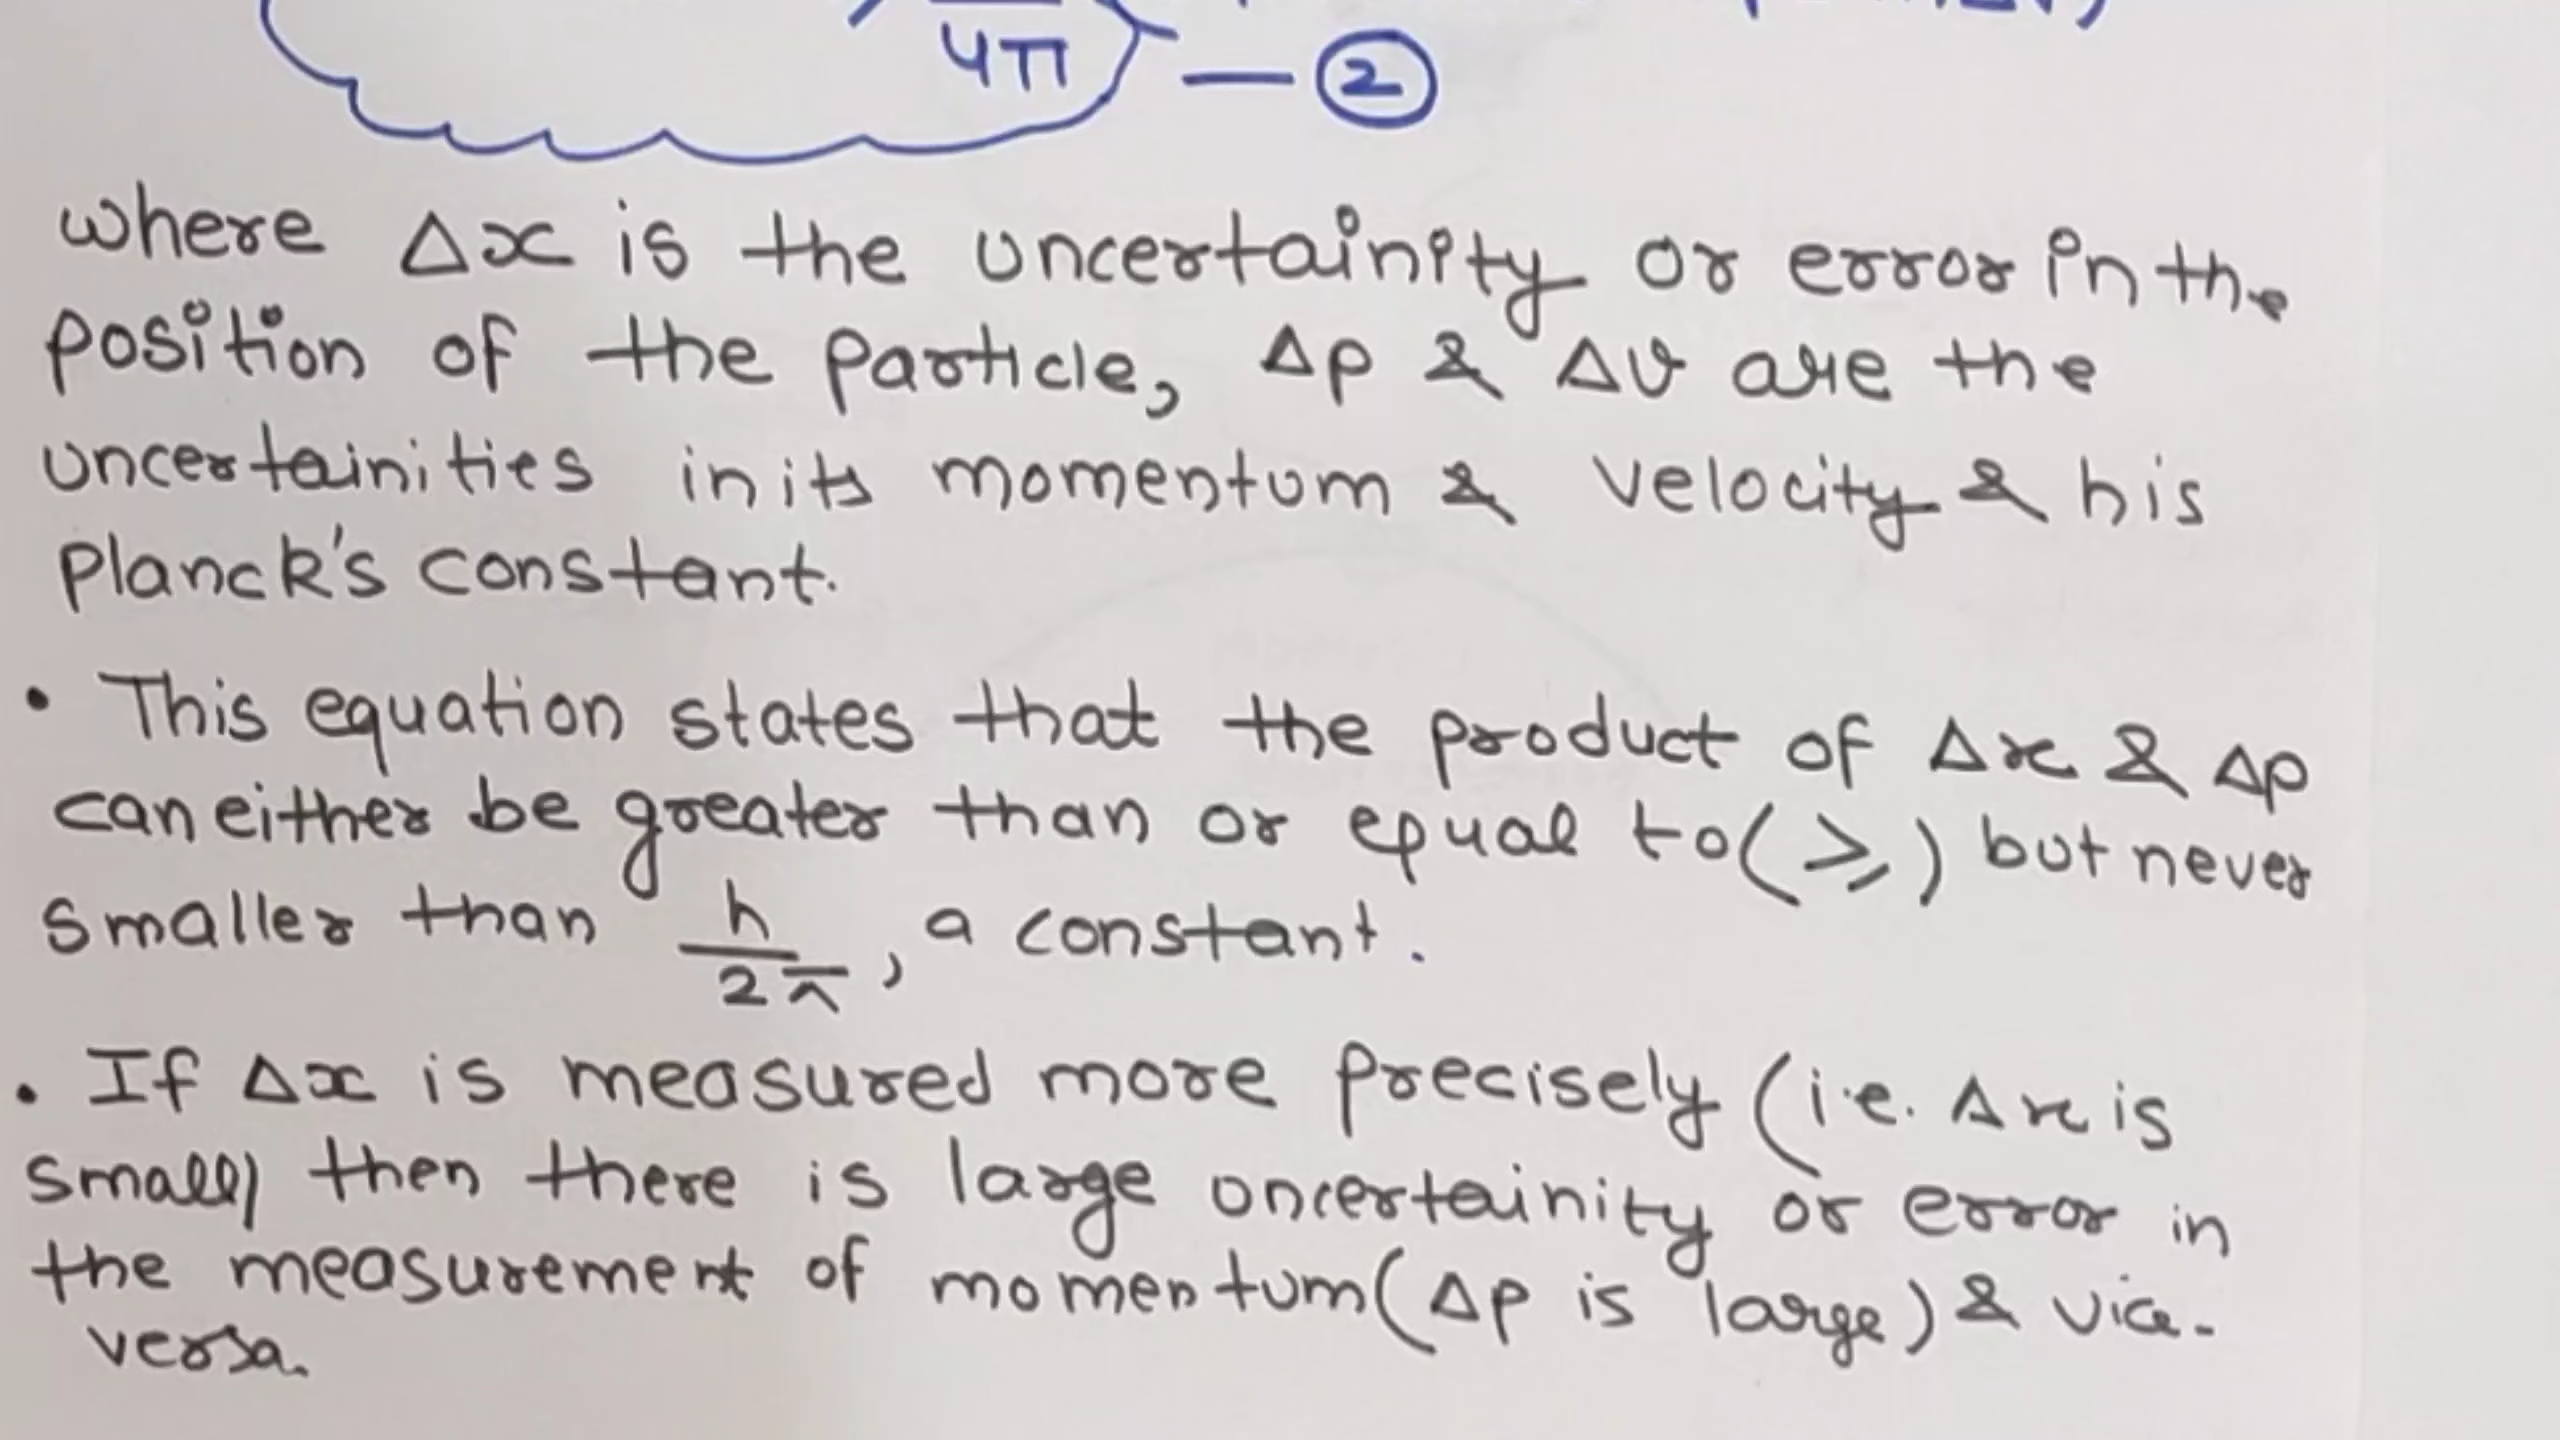 4π — ②
where Δx is the uncertainity or error in the
position of the particle, Δp & Δv are the
uncertainities in its momentum & velocity & h is
Planck's constant.
• This equation states that the product of Δx & Δp
can either be greater than or equal to (⩾) but never
smaller than h/2π, a constant.
• If Δx is measured more precisely (i.e. Δx is
small) then there is large uncertainity or error in
the measurement of momentum (Δp is large) & vice-
versa.